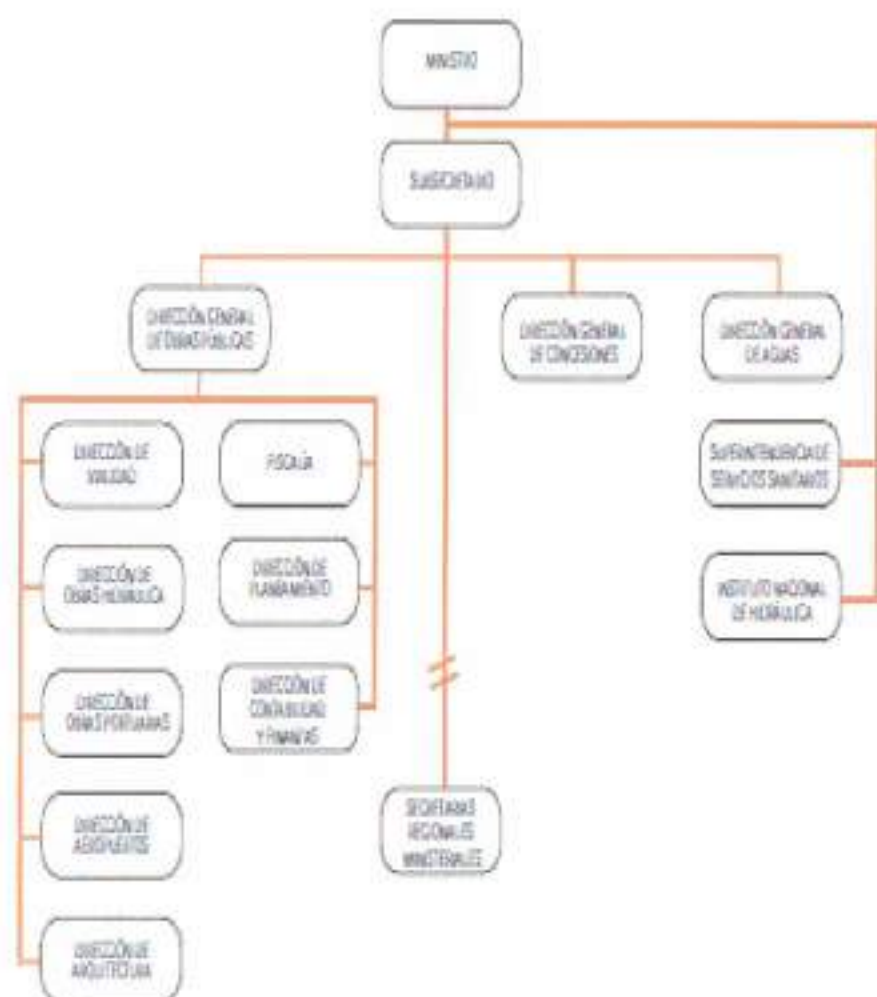 MINISTRO
SUBSECRETARIO
DIRECCIÓN GENERAL
DE OBRAS PÚBLICAS
DIRECCIÓN GENERAL
DE CONCESIONES
DIRECCIÓN GENERAL
DE AGUAS
DIRECCIÓN DE
VIALIDAD
FISCALÍA
SUPERINTENDENCIA DE
SERVICIOS SANITARIOS
DIRECCIÓN DE
OBRAS HIDRÁULICA
DIRECCIÓN DE
PLANEAMIENTO
INSTITUTO NACIONAL
DE HIDRÁULICA
DIRECCIÓN DE
OBRAS PORTUARIAS
DIRECCIÓN DE
CONTABILIDAD
Y FINANZAS
SECRETARIAS
REGIONALES
MINISTERIALES
DIRECCIÓN DE
AEROPUERTOS
DIRECCIÓN DE
ARQUITECTURA